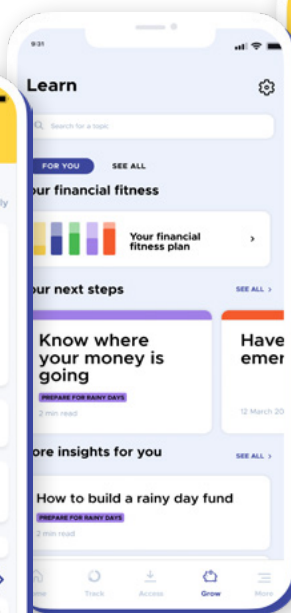 9:31
Learn
Search for a topic
FOR YOU SEE ALL
our financial fitness
Your financial
fitness plan
our next steps
SEE ALL >
Know where
your money is
going
PREPARE FOR RAINY DAYS
2 min read
Have
emer
12 March 20
ore insights for you
SEE ALL >
How to build a rainy day fund
PREPARE FOR RAINY DAYS
2 min read
ome Track Access Grow More
ly